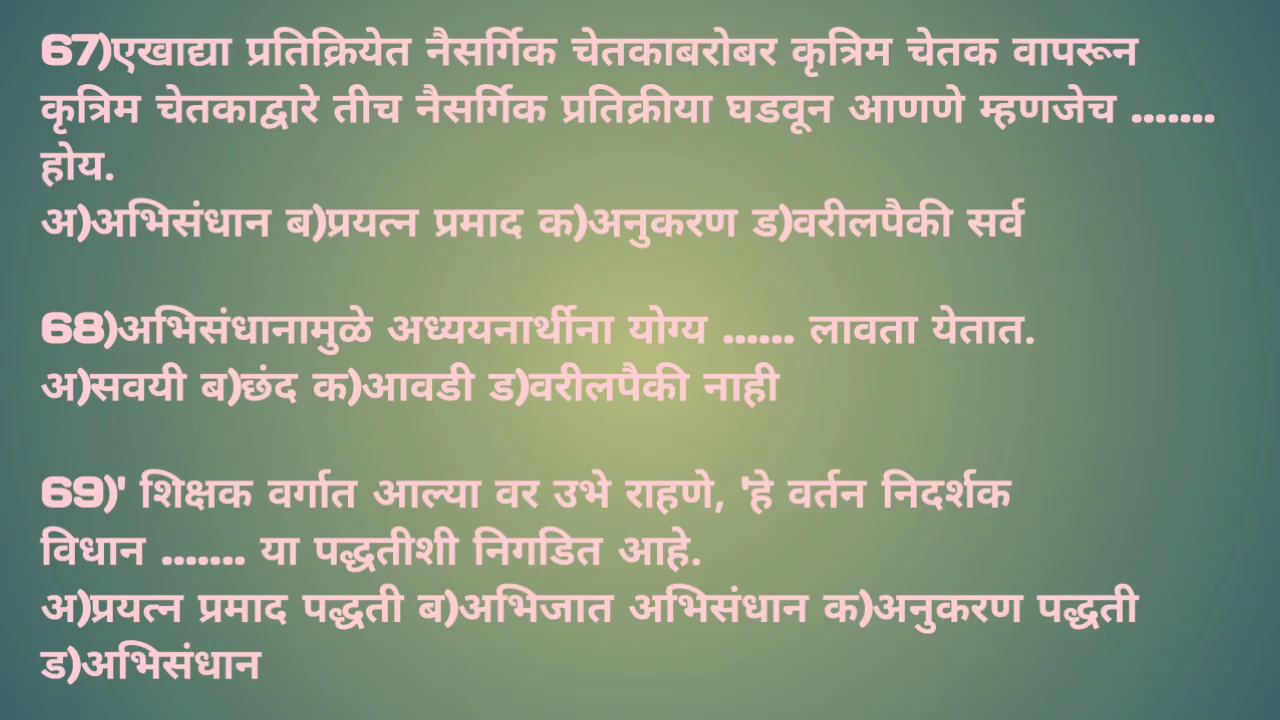 67)एखाद्या प्रतिक्रियेत नैसर्गिक चेतकाबरोबर कृत्रिम चेतक वापरून
कृत्रिम चेतकाद्वारे तीच नैसर्गिक प्रतिक्रीया घडवून आणणे म्हणजेच .......
होय.
अ)अभिसंधान ब)प्रयत्न प्रमाद क)अनुकरण ड)वरीलपैकी सर्व
68)अभिसंधानामुळे अध्ययनार्थीना योग्य ...... लावता येतात.
अ)सवयी ब)छंद क)आवडी ड)वरीलपैकी नाही
69)' शिक्षक वर्गात आल्या वर उभे राहणे, 'हे वर्तन निदर्शक
विधान ....... या पद्धतीशी निगडित आहे.
अ)प्रयत्न प्रमाद पद्धती ब)अभिजात अभिसंधान क)अनुकरण पद्धती
ड)अभिसंधान